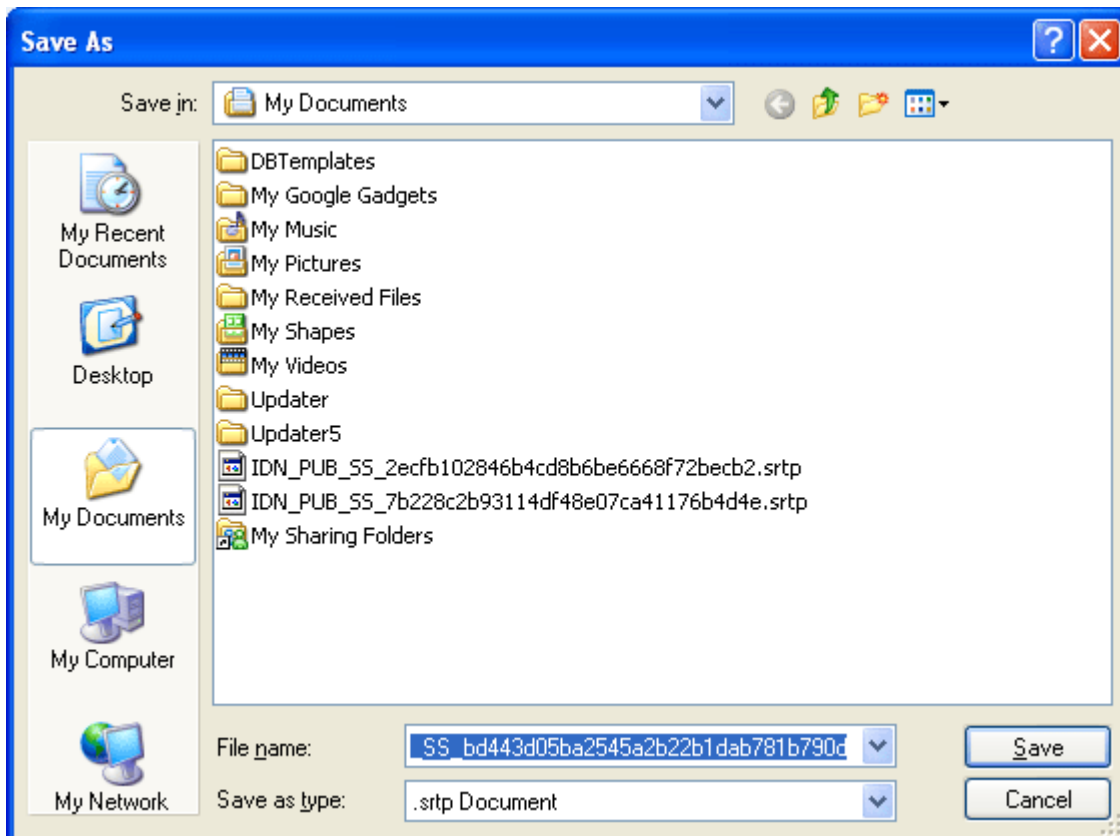 Save As
Save in:
My Documents
My Recent
Documents
Desktop
My Documents
My Computer
My Network
DBTemplates
My Google Gadgets
My Music
My Pictures
My Received Files
My Shapes
My Videos
Updater
Updater5
IDN_PUB_SS_2ecfb102846b4cd8b6be6668f72becb2.srtp
IDN_PUB_SS_7b228c2b93114df48e07ca41176b4d4e.srtp
My Sharing Folders
File name:
_SS_bd443d05ba2545a2b22b1dab781b790d
Save
Save as type:
.srtp Document
Cancel